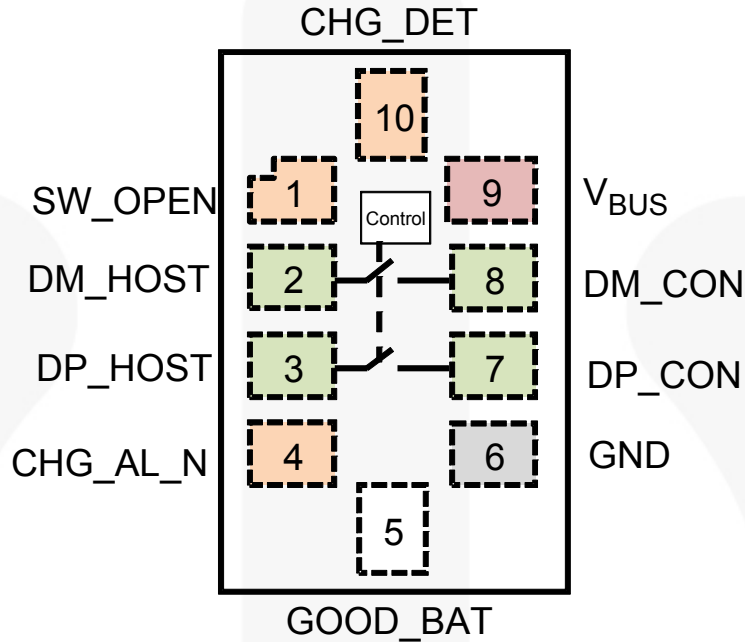 CHG_DET
10
SW_OPEN 1 9 VBUS
Control
DM_HOST 2 8 DM_CON
DP_HOST 3 7 DP_CON
CHG_AL_N 4 6 GND
5
GOOD_BAT